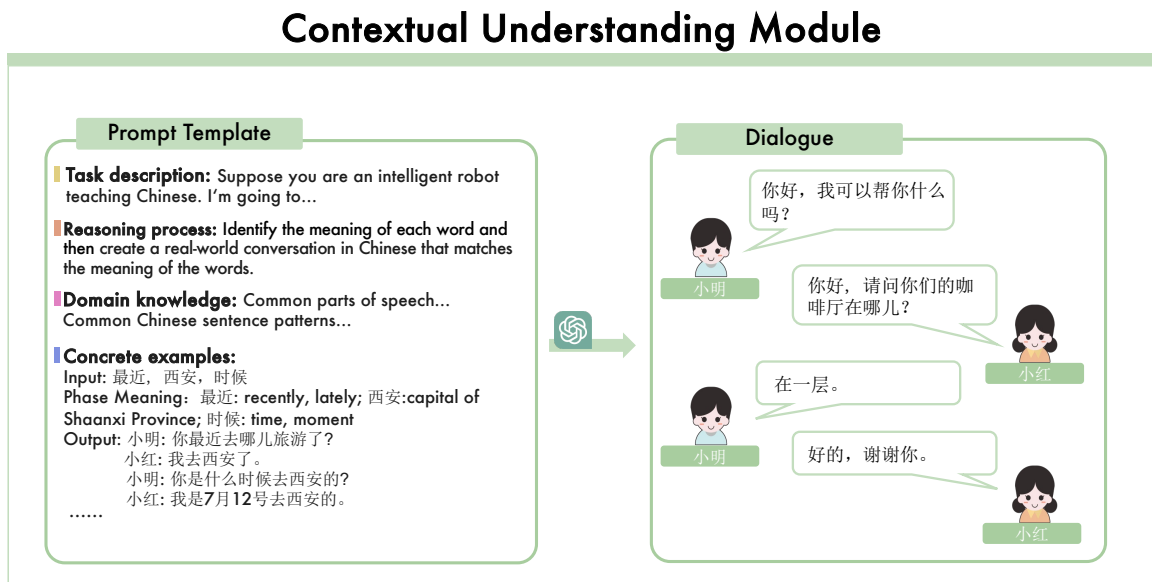 Contextual Understanding Module
Prompt Template
Task description: Suppose you are an intelligent robot
teaching Chinese. I'm going to...
Reasoning process: Identify the meaning of each word and
then create a real-world conversation in Chinese that matches
the meaning of the words.
Domain knowledge: Common parts of speech...
Common Chinese sentence patterns...
Concrete examples:
Input: 最近, 西安，时候
Phase Meaning：最近: recently, lately; 西安:capital of
Shaanxi Province; 时候: time, moment
Output: 小明: 你最近去哪儿旅游了?
小红: 我去西安了。
小明: 你是什么时候去西安的?
小红: 我是7月12号去西安的。
......
Dialogue
你好，我可以帮你什么
吗？
小明
你好，请问你们的咖
啡厅在哪儿？
小红
在一层。
小明
好的，谢谢你。
小红